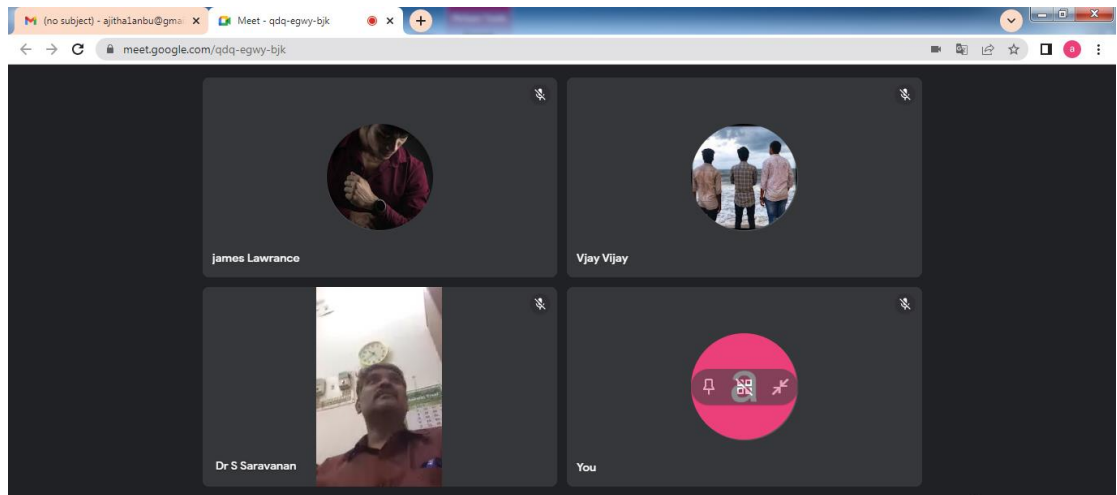 (no subject) - ajitha1anbu@gmai
Meet - qdq-egwy-bjk
meet.google.com/qdq-egwy-bjk
a
james Lawrance
Vjay Vijay
Dr S Saravanan
a
You